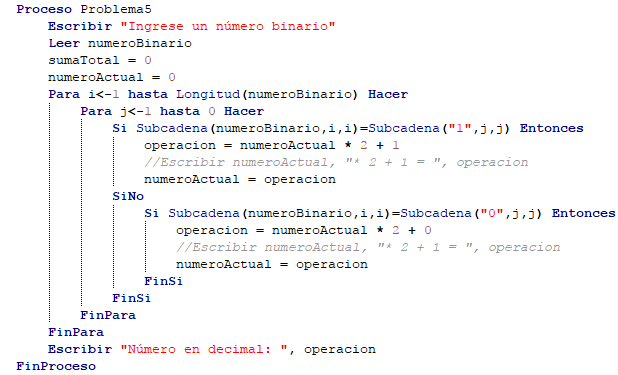 Proceso Problema5
Escribir "Ingrese un número binario"
Leer numeroBinario
sumaTotal = 0
numeroActual = 0
Para i<-1 hasta Longitud(numeroBinario) Hacer
Para j<-1 hasta 0 Hacer
Si Subcadena(numeroBinario,i,i)=Subcadena("1",j,j) Entonces
operacion = numeroActual * 2 + 1
//Escribir numeroActual, "* 2 + 1 = ", operacion
numeroActual = operacion
SiNo
Si Subcadena(numeroBinario,i,i)=Subcadena("0",j,j) Entonces
operacion = numeroActual * 2 + 0
//Escribir numeroActual, "* 2 + 1 = ", operacion
numeroActual = operacion
FinSi
FinSi
FinPara
FinPara
Escribir "Número en decimal: ", operacion
FinProceso